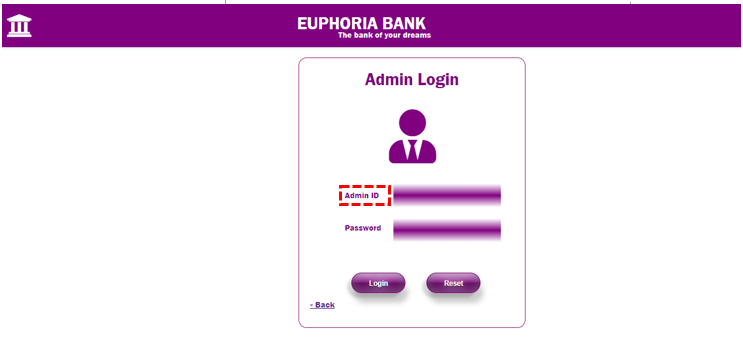 EUPHORIA BANK
The bank of your dreams
Admin Login
Admin ID
Password
Login Reset
- Back